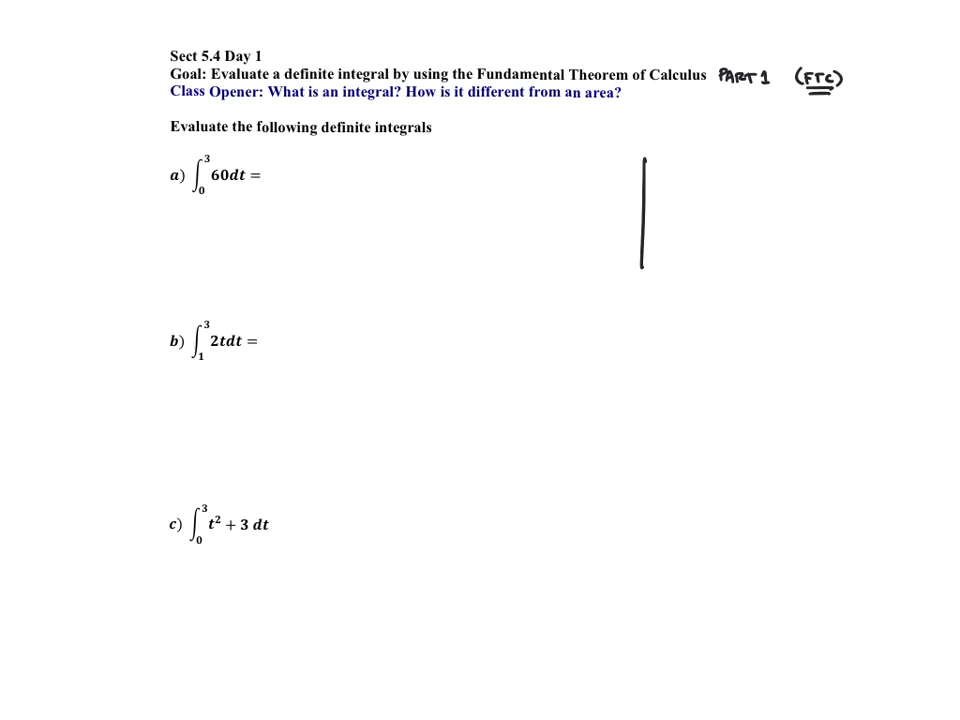 Sect 5.4 Day 1
Goal: Evaluate a definite integral by using the Fundamental Theorem of Calculus PART 1 (FTC)
Class Opener: What is an integral? How is it different from an area?
Evaluate the following definite integrals
a) ∫₀³ 60dt =
b) ∫₁³ 2tdt =
c) ∫₀³ t² + 3 dt